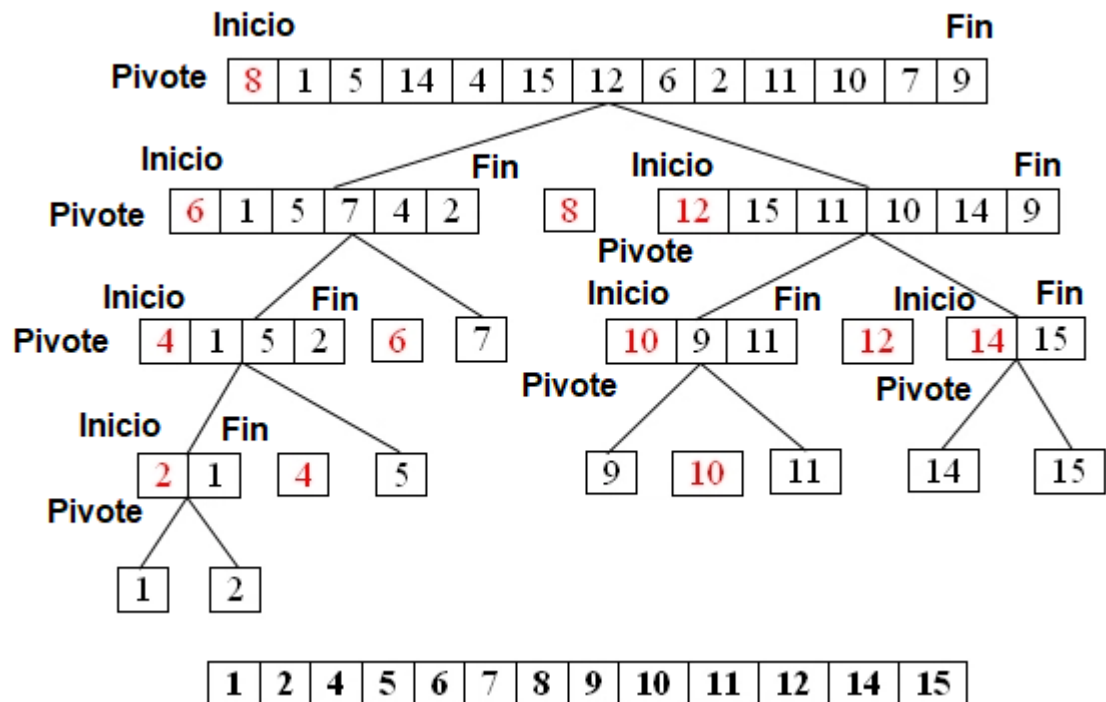 Inicio Fin
Pivote 8 1 5 14 4 15 12 6 2 11 10 7 9
Inicio Fin Inicio Fin
Pivote 6 1 5 7 4 2 8 12 15 11 10 14 9
Pivote
Inicio Fin Inicio Fin Inicio Fin
Pivote 4 1 5 2 6 7 10 9 11 12 14 15
Pivote Pivote
Inicio Fin
2 1 4 5 9 10 11 14 15
Pivote
1 2
1 2 4 5 6 7 8 9 10 11 12 14 15